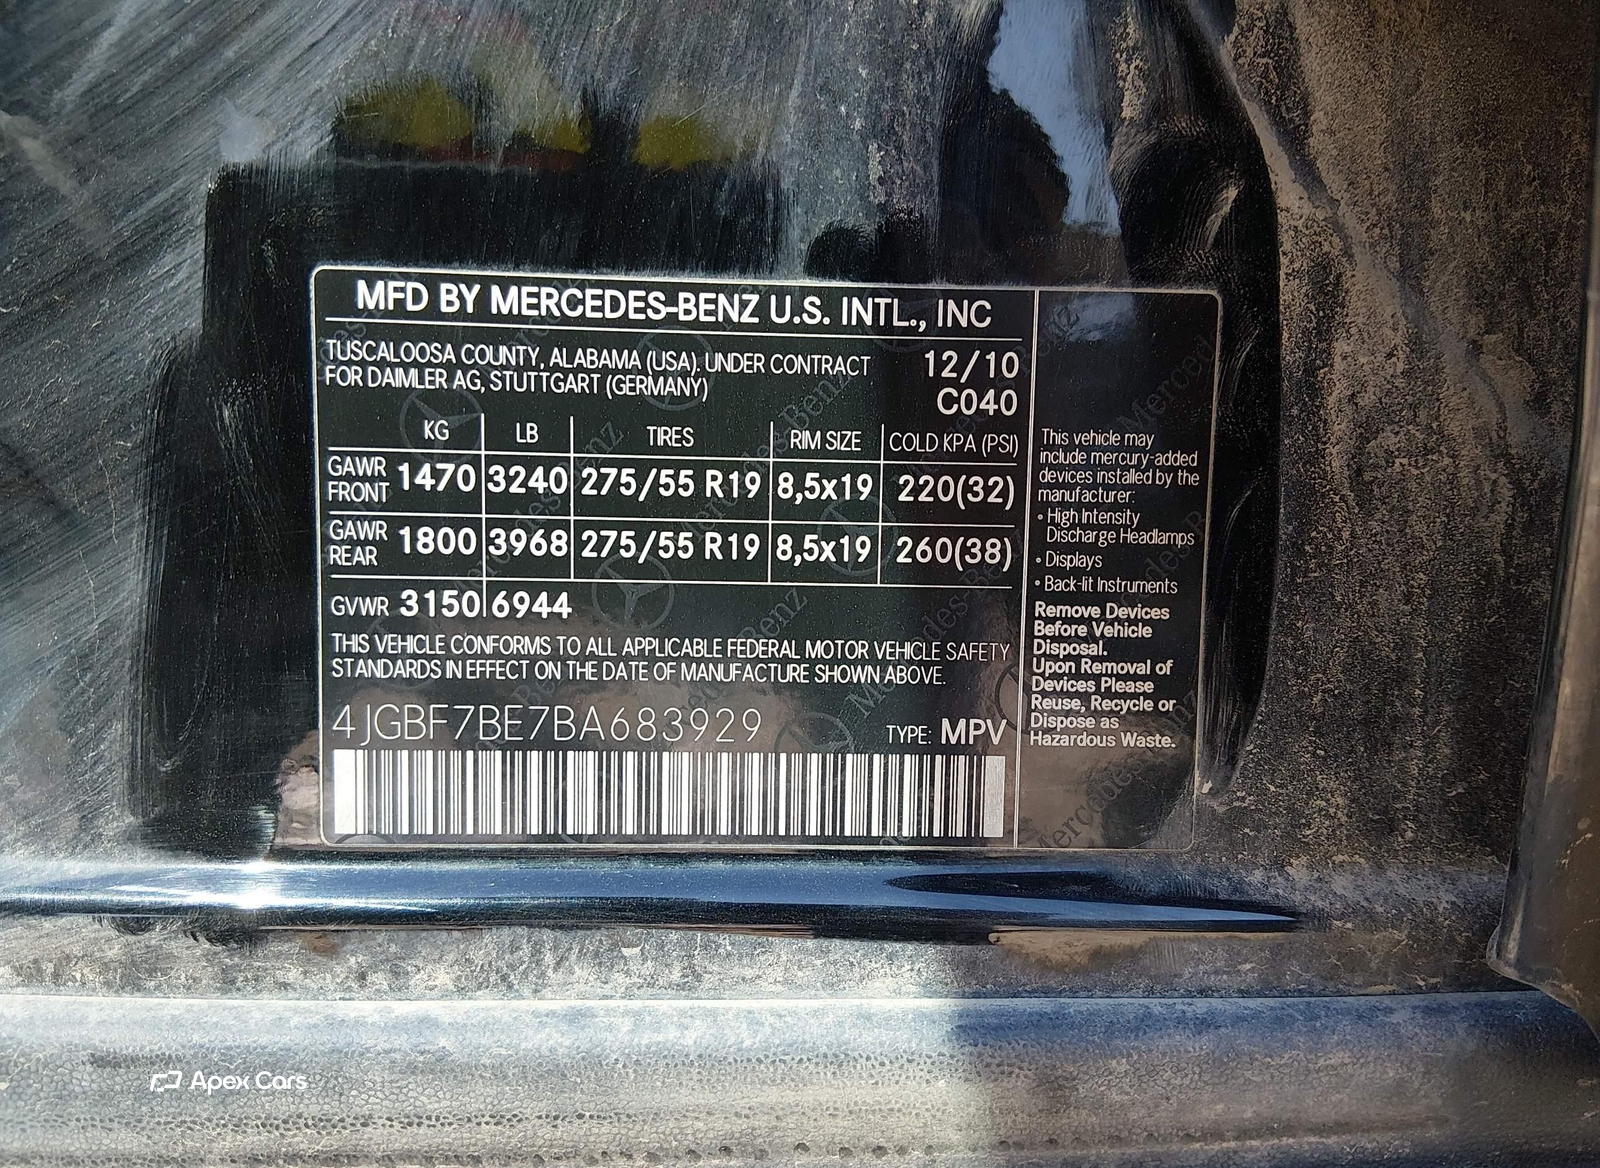 MFD BY MERCEDES-BENZ U.S. INTL., INC
TUSCALOOSA COUNTY, ALABAMA (USA). UNDER CONTRACT
FOR DAIMLER AG, STUTTGART (GERMANY)
12/10
C040
KG LB TIRES RIM SIZE COLD KPA (PSI)
GAWR FRONT 1470 3240 275/55 R19 8,5x19 220(32)
GAWR REAR 1800 3968 275/55 R19 8,5x19 260(38)
GVWR 3150 6944
THIS VEHICLE CONFORMS TO ALL APPLICABLE FEDERAL MOTOR VEHICLE SAFETY
STANDARDS IN EFFECT ON THE DATE OF MANUFACTURE SHOWN ABOVE.
4JGBF7BE7BA683929 TYPE: MPV
This vehicle may
include mercury-added
devices installed by the
manufacturer:
• High Intensity
Discharge Headlamps
• Displays
• Back-lit Instruments
Remove Devices
Before Vehicle
Disposal.
Upon Removal of
Devices Please
Reuse, Recycle or
Dispose as
Hazardous Waste.
Apex Cars